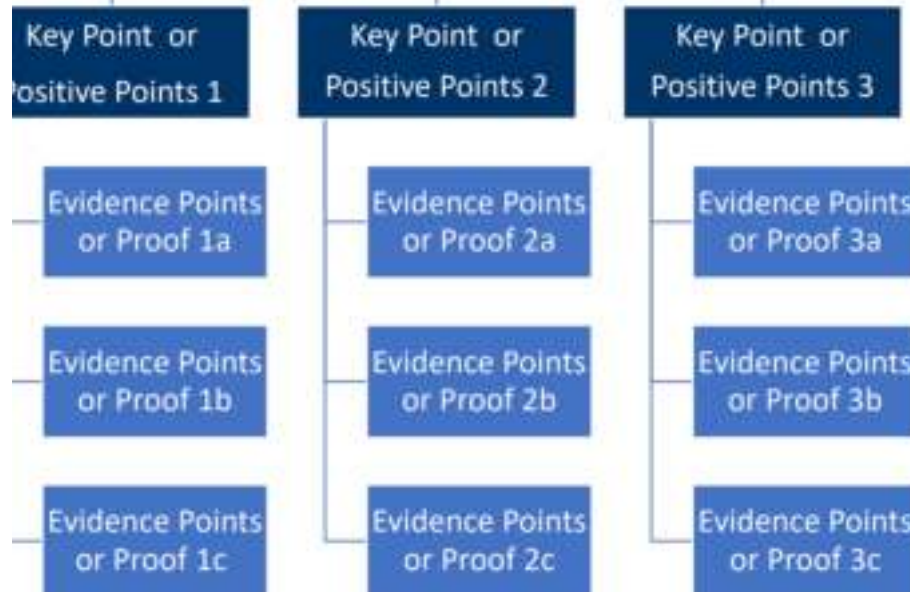 Key Point or
Positive Points 1
Key Point or
Positive Points 2
Key Point or
Positive Points 3
Evidence Points
or Proof 1a
Evidence Points
or Proof 2a
Evidence Points
or Proof 3a
Evidence Points
or Proof 1b
Evidence Points
or Proof 2b
Evidence Points
or Proof 3b
Evidence Points
or Proof 1c
Evidence Points
or Proof 2c
Evidence Points
or Proof 3c